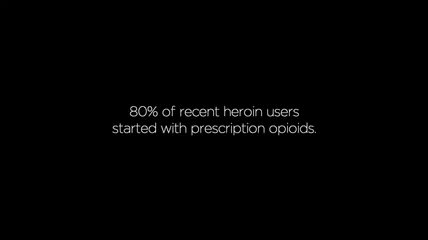 80% of recent heroin users
started with prescription opioids.